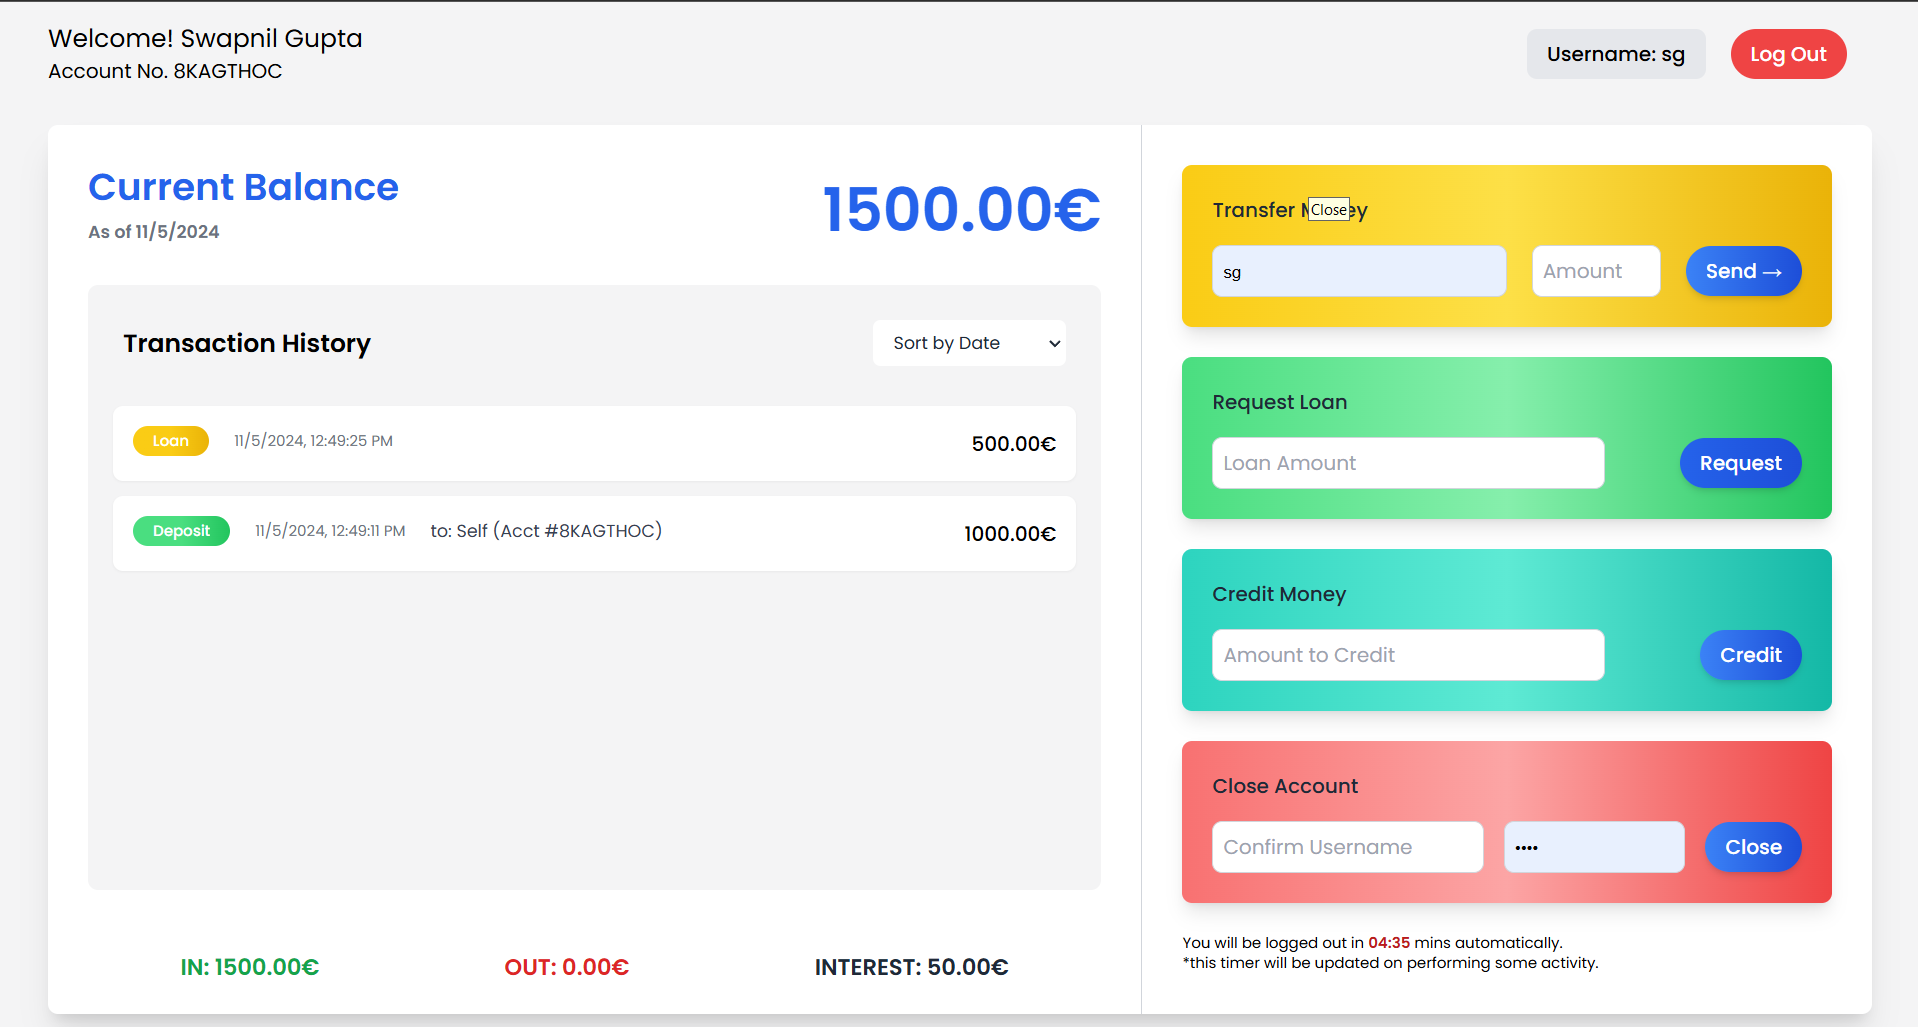 Welcome! Swapnil Gupta
Account No. 8KAGTHOC
Username: sg
Log Out
Current Balance
As of 11/5/2024
1500.00€
Transaction History
Sort by Date
Loan 11/5/2024, 12:49:25 PM 500.00€
Deposit 11/5/2024, 12:49:11 PM to: Self (Acct #8KAGTHOC) 1000.00€
IN: 1500.00€ OUT: 0.00€ INTEREST: 50.00€
Transfer M
Close
ey
sg Amount Send →
Request Loan
Loan Amount Request
Credit Money
Amount to Credit Credit
Close Account
Confirm Username •••• Close
You will be logged out in 04:35 mins automatically.
*this timer will be updated on performing some activity.